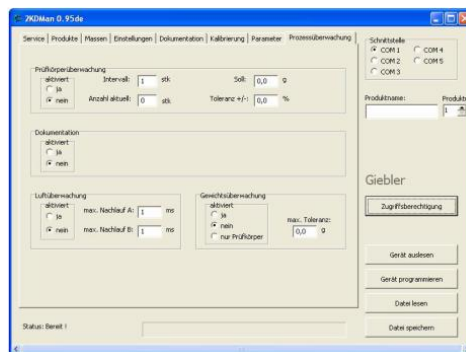 2KDMan 0.95de
Service Produkte Massen Einstellungen Dokumentation Kalibrierung Parameter Prozessüberwachung
Prüfkörperüberwachung
aktiviert
ja
nein
Intervall: 1 stk
Soll: 0,0 g
Anzahl aktuell: 0 stk
Toleranz +/-: 0,0 %
Dokumentation
aktiviert
ja
nein
Luftüberwachung
aktiviert
ja
nein
max. Nachlauf A: 1 ms
max. Nachlauf B: 1 ms
Gewichtsüberwachung
aktiviert
ja
nein
nur Prüfkörper
max. Toleranz:
0,0 g
Status: Bereit !
Schnittstelle
COM 1 COM 4
COM 2 COM 5
COM 3
Produktname:
1
Giebler
Zugriffsberechtigung
Gerät auslesen
Gerät programmieren
Datei lesen
Datei speichern